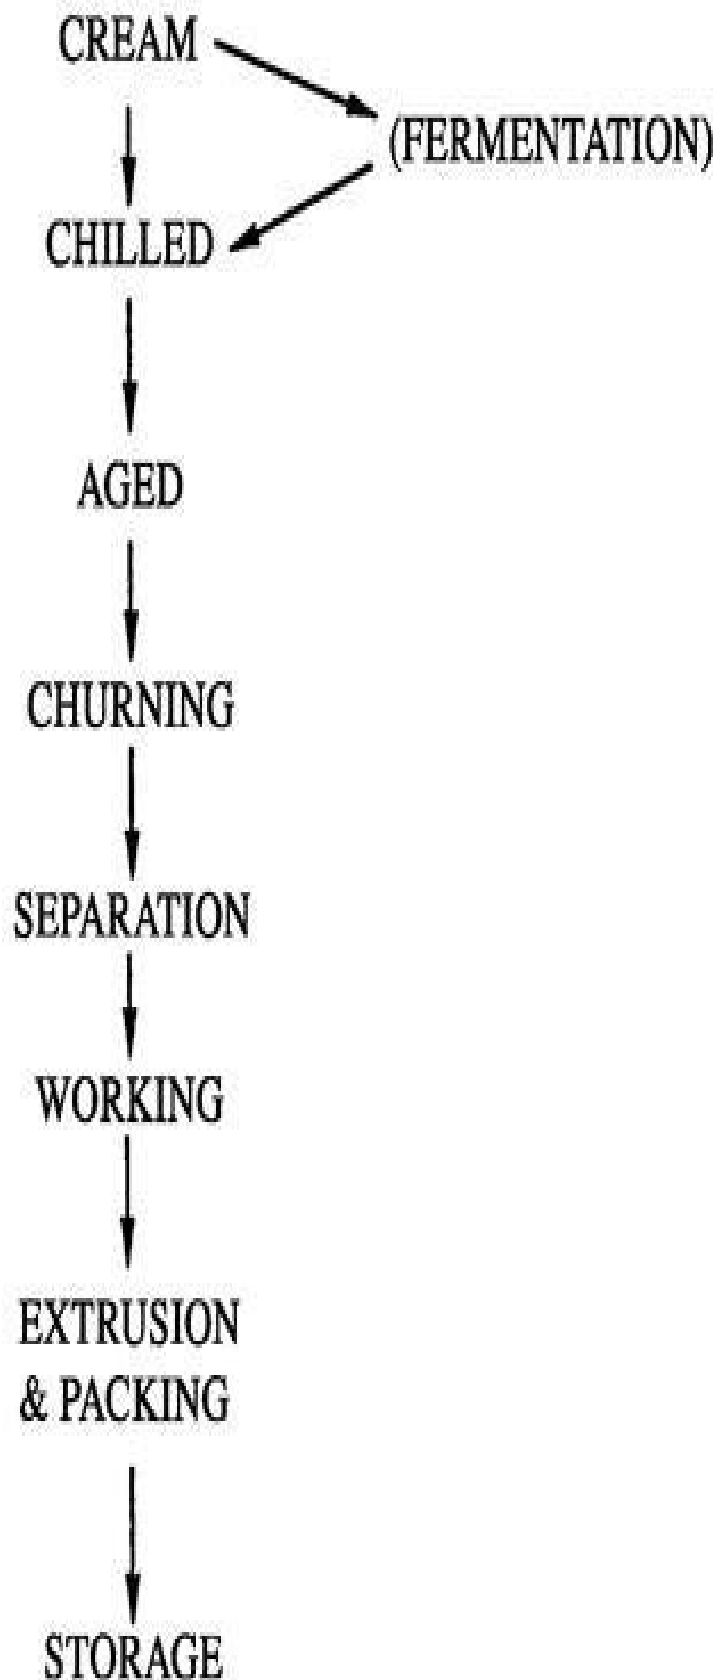 CREAM
(FERMENTATION)
CHILLED
AGED
CHURNING
SEPARATION
WORKING
EXTRUSION
& PACKING
STORAGE